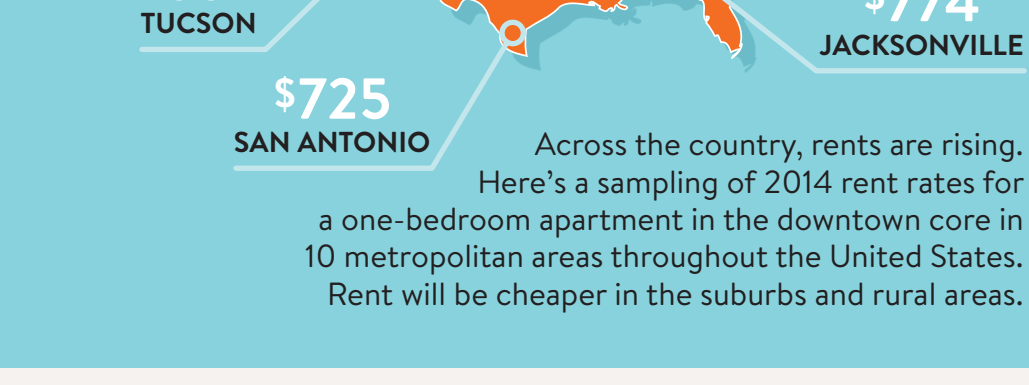 TUCSON
$774
JACKSONVILLE
$725
SAN ANTONIO
Across the country, rents are rising.
Here’s a sampling of 2014 rent rates for
a one-bedroom apartment in the downtown core in
10 metropolitan areas throughout the United States.
Rent will be cheaper in the suburbs and rural areas.